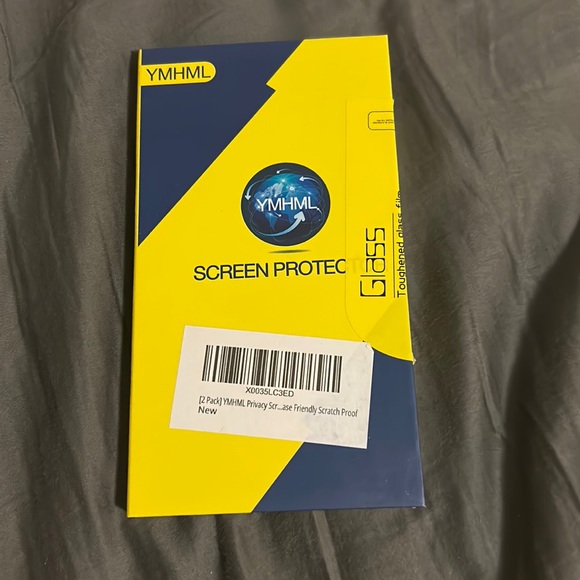 YMHML
YMHML
SCREEN PROTEC
Glass
Toughened glass film
X0035LC3ED
[2 Pack] YMHML Privacy Scr...ase Friendly Scratch Proof
New